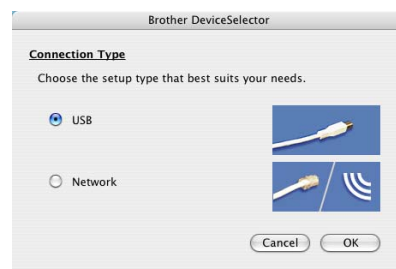 Brother DeviceSelector
Connection Type
Choose the setup type that best suits your needs.
USB
Network
Cancel OK